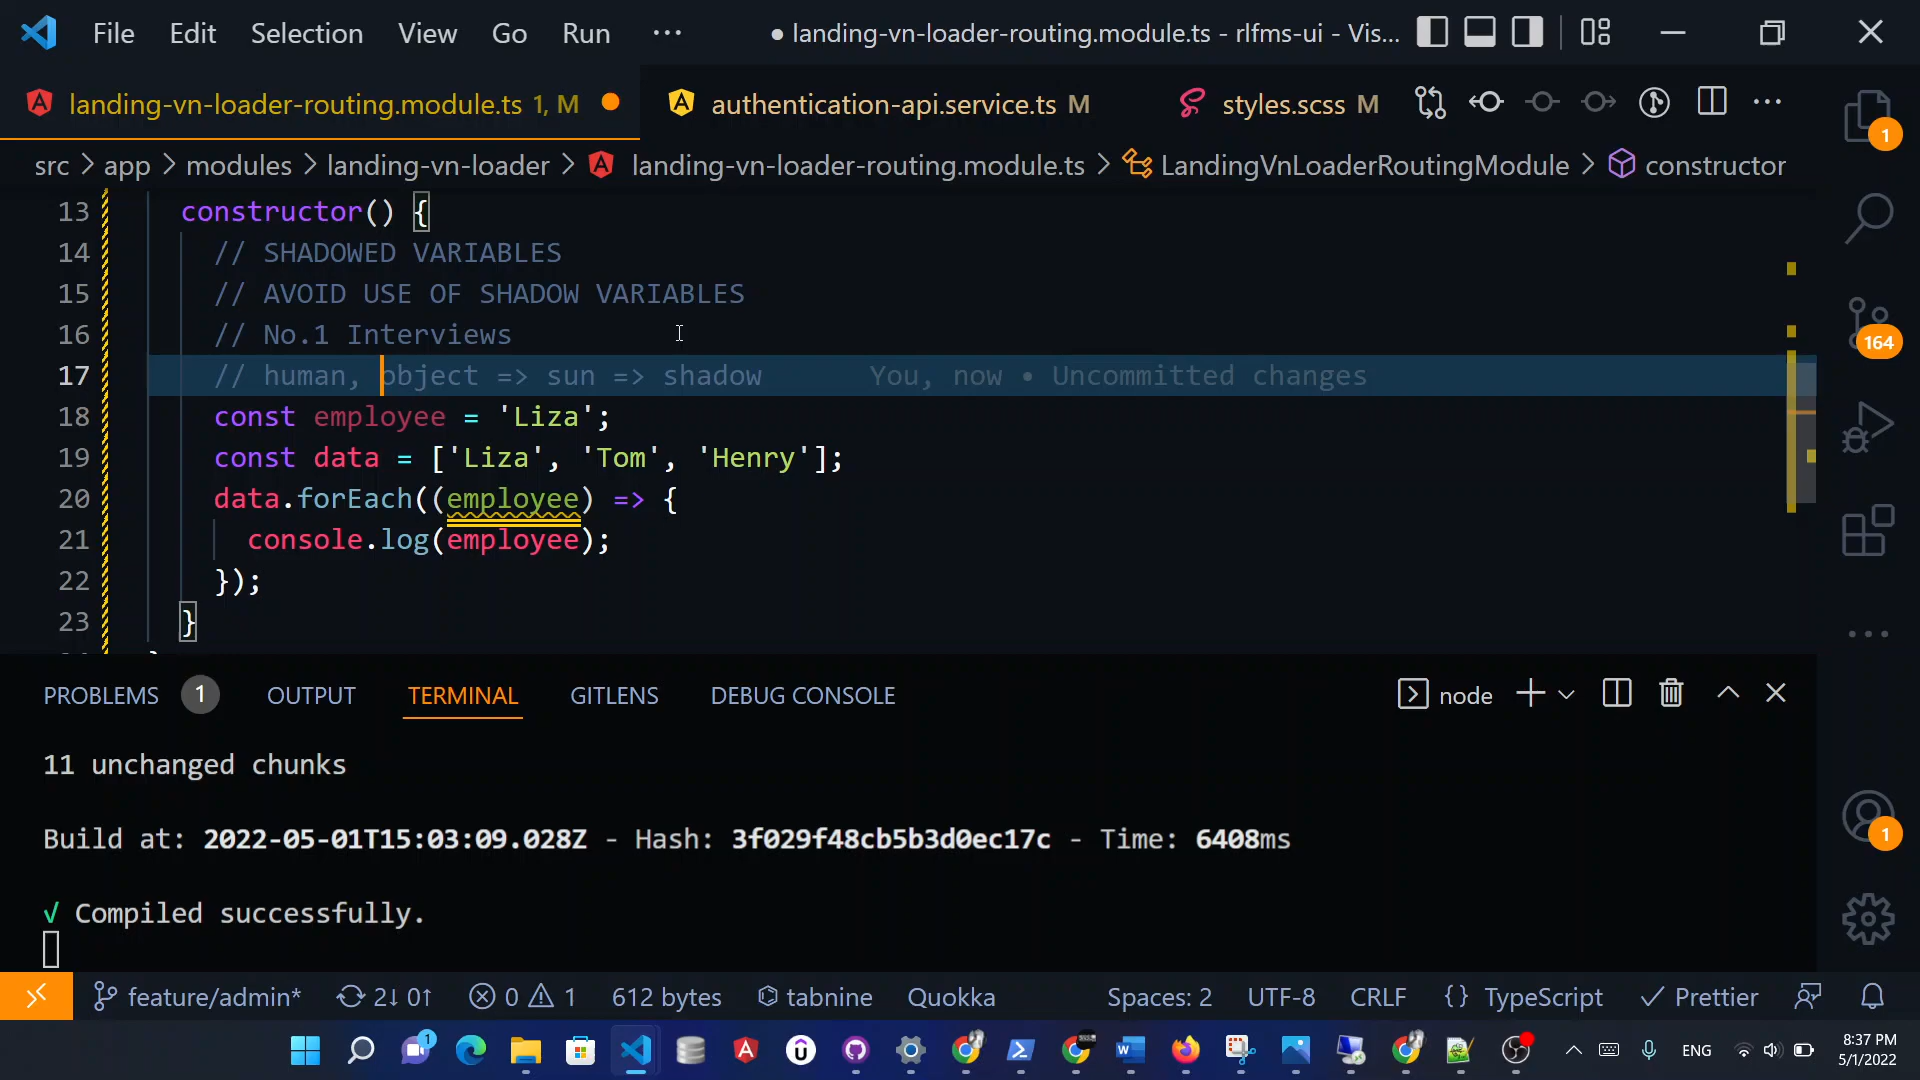 File Edit Selection View Go Run ··· ● landing-vn-loader-routing.module.ts - rlfms-ui - Vis...
landing-vn-loader-routing.module.ts 1, M authentication-api.service.ts M styles.scss M
src > app > modules > landing-vn-loader > landing-vn-loader-routing.module.ts > LandingVnLoaderRoutingModule > constructor
1
13 constructor() {
14 // SHADOWED VARIABLES
15 // AVOID USE OF SHADOW VARIABLES
16 // No.1 Interviews
164
17 // human, object => sun => shadow You, now • Uncommitted changes
18 const employee = 'Liza';
19 const data = ['Liza', 'Tom', 'Henry'];
20 data.forEach((employee) => {
21 console.log(employee);
22 });
23 }
PROBLEMS 1 OUTPUT TERMINAL GITLENS DEBUG CONSOLE node
11 unchanged chunks
Build at: 2022-05-01T15:03:09.028Z - Hash: 3f029f48cb5b3d0ec17c - Time: 6408ms
1
√ Compiled successfully.
feature/admin* 2↓ 0↑ 0 1 612 bytes tabnine Quokka Spaces: 2 UTF-8 CRLF {} TypeScript Prettier
1 ENG 8:37 PM
5/1/2022